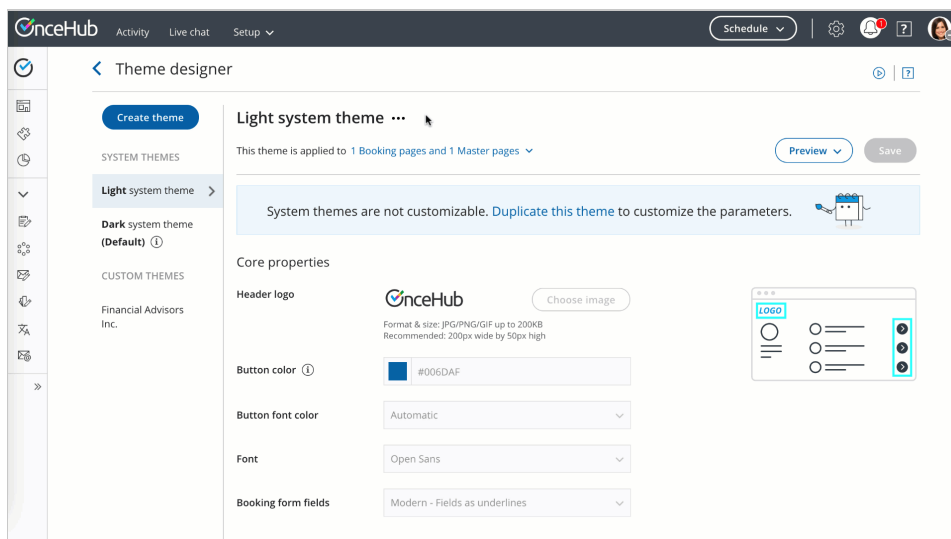 OnceHub Activity Live chat Setup Schedule 1 ?
Theme designer ?
Create theme
SYSTEM THEMES
Light system theme
Dark system theme
(Default) i
CUSTOM THEMES
Financial Advisors
Inc.
Light system theme •••
This theme is applied to 1 Booking pages and 1 Master pages
Preview Save
System themes are not customizable. Duplicate this theme to customize the parameters.
Core properties
Header logo OnceHub Choose image
Format & size: JPG/PNG/GIF up to 200KB
Recommended: 200px wide by 50px high
LOGO
Button color i #006DAF
Button font color Automatic
Font Open Sans
Booking form fields Modern - Fields as underlines